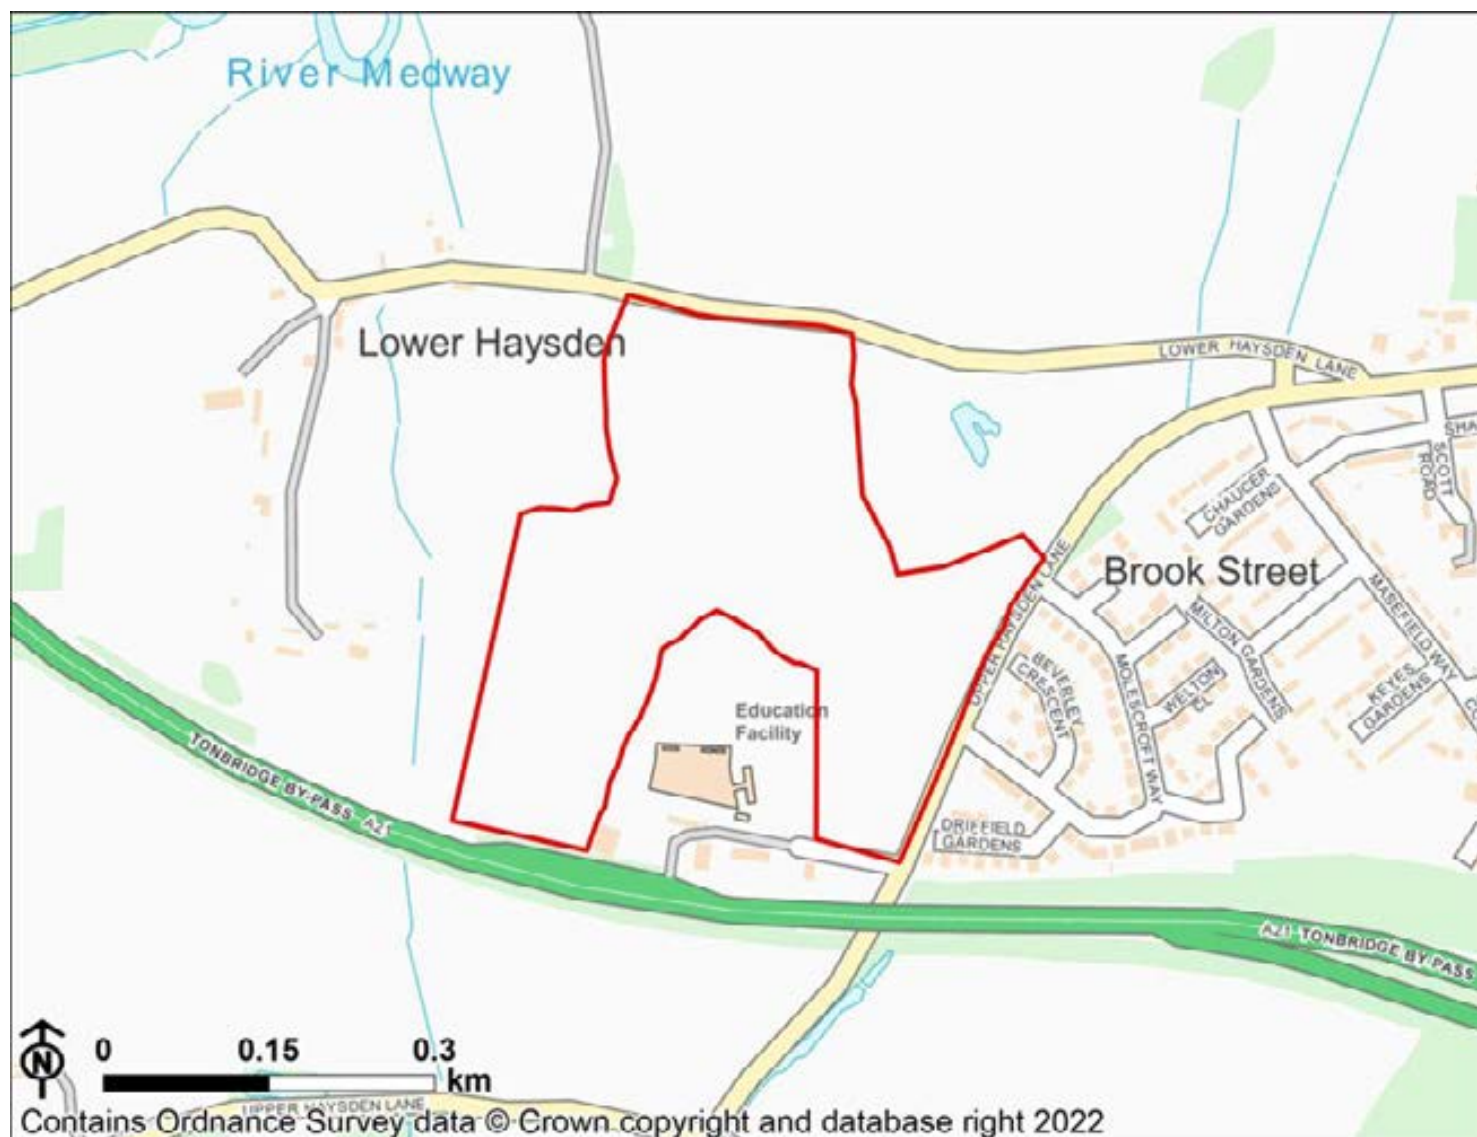 River Medway
Lower Haysden
LOWER HAYSDEN LANE
SHA
SCOTT
ROAD
CHAUCER
GARDENS
Brook Street
UPPER HAYSDEN LANE
MASEFIELD WAY
MILTON GARDENS
BEVERLEY
CRESCENT
MOLESCROFT WAY
WELTON
CL
KEYES
GARDENS
Education
Facility
TONBRIDGE BY-PASS A21
DRIFFIELD
GARDENS
A21 TONBRIDGE BY-PASS
N
0 0.15 0.3
km
UPPER HAYSDEN LANE
Contains Ordnance Survey data © Crown copyright and database right 2022